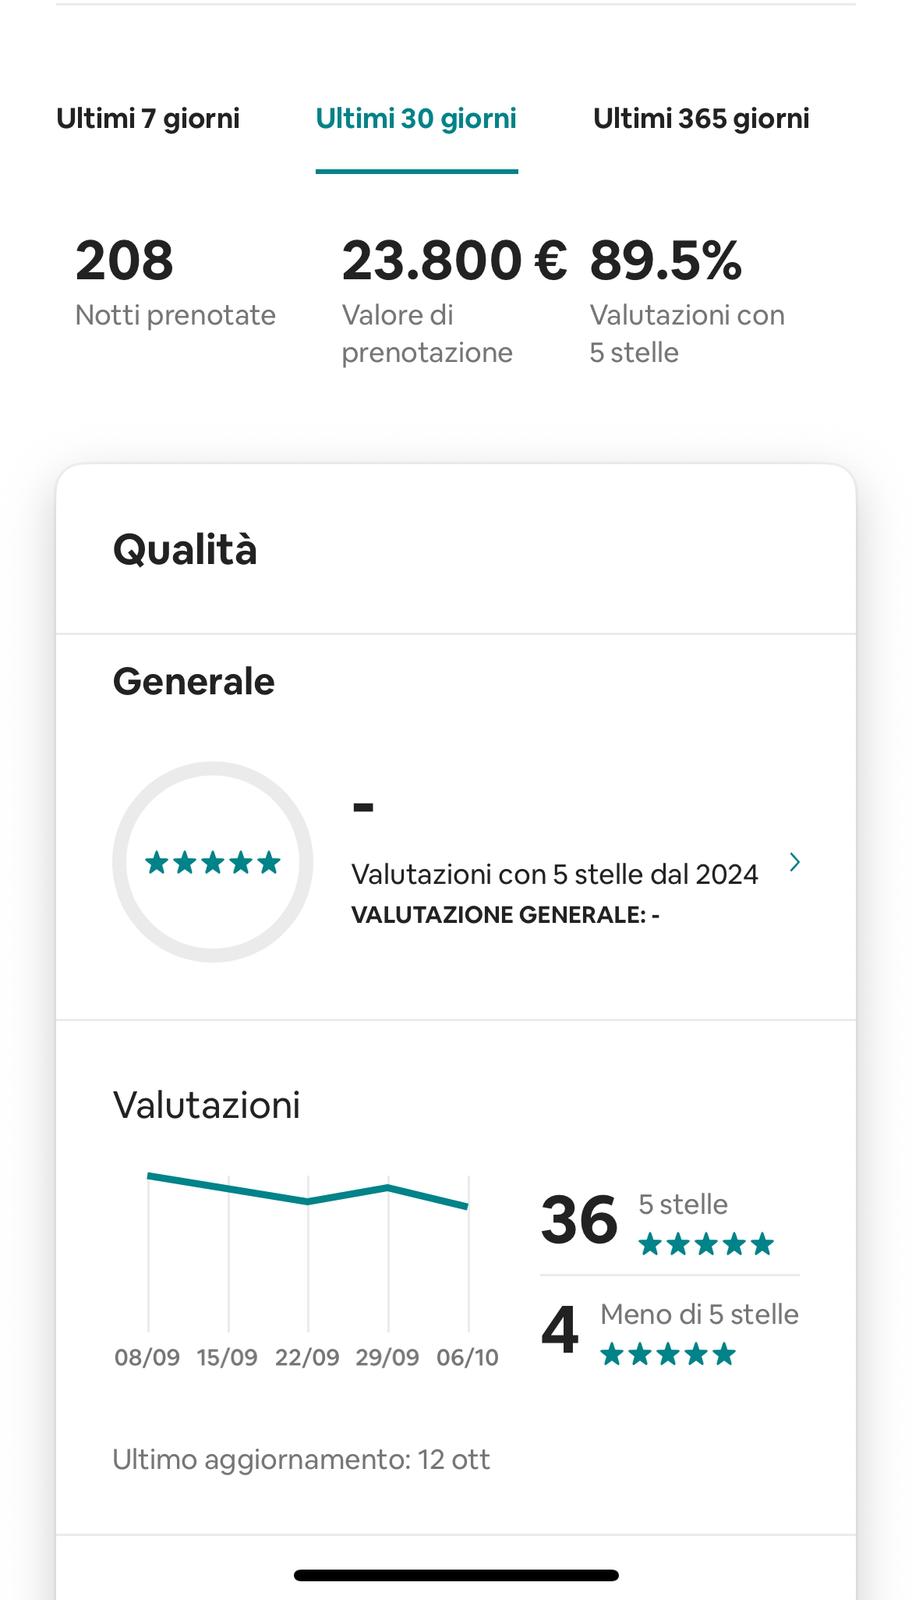 Ultimi 7 giorni Ultimi 30 giorni Ultimi 365 giorni
208 23.800 € 89.5%
Notti prenotate Valore di Valutazioni con
prenotazione 5 stelle
Qualità
Generale
-
Valutazioni con 5 stelle dal 2024
VALUTAZIONE GENERALE: -
Valutazioni
36 5 stelle
4 Meno di 5 stelle
08/09 15/09 22/09 29/09 06/10
Ultimo aggiornamento: 12 ott